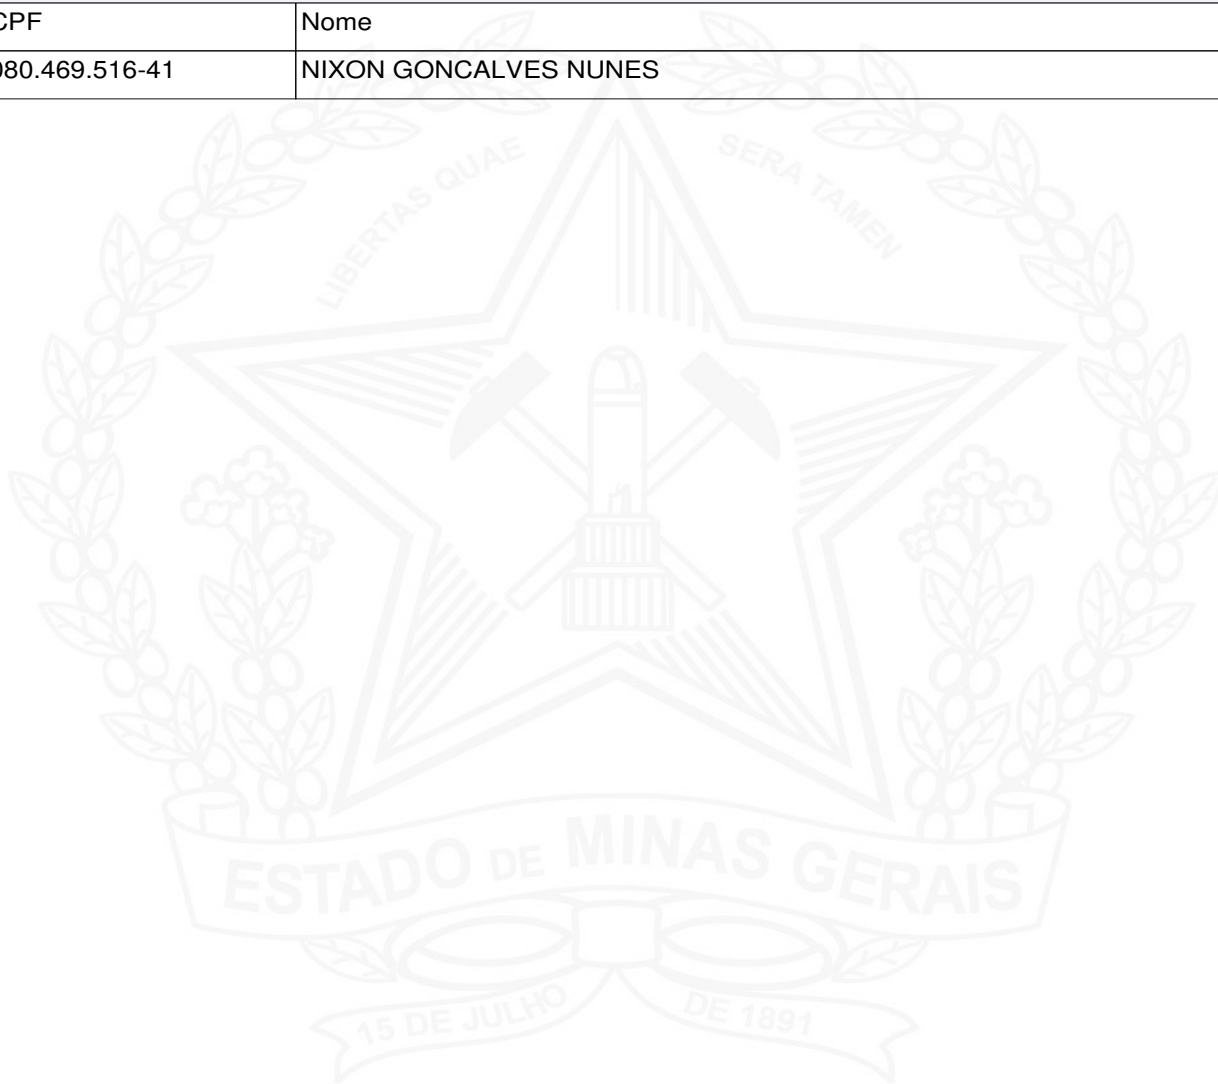 CPF Nome
080.469.516-41 NIXON GONCALVES NUNES
LIBERTAS QUAE SERA TAMEN
ESTADO DE MINAS GERAIS
15 DE JULHO DE 1891